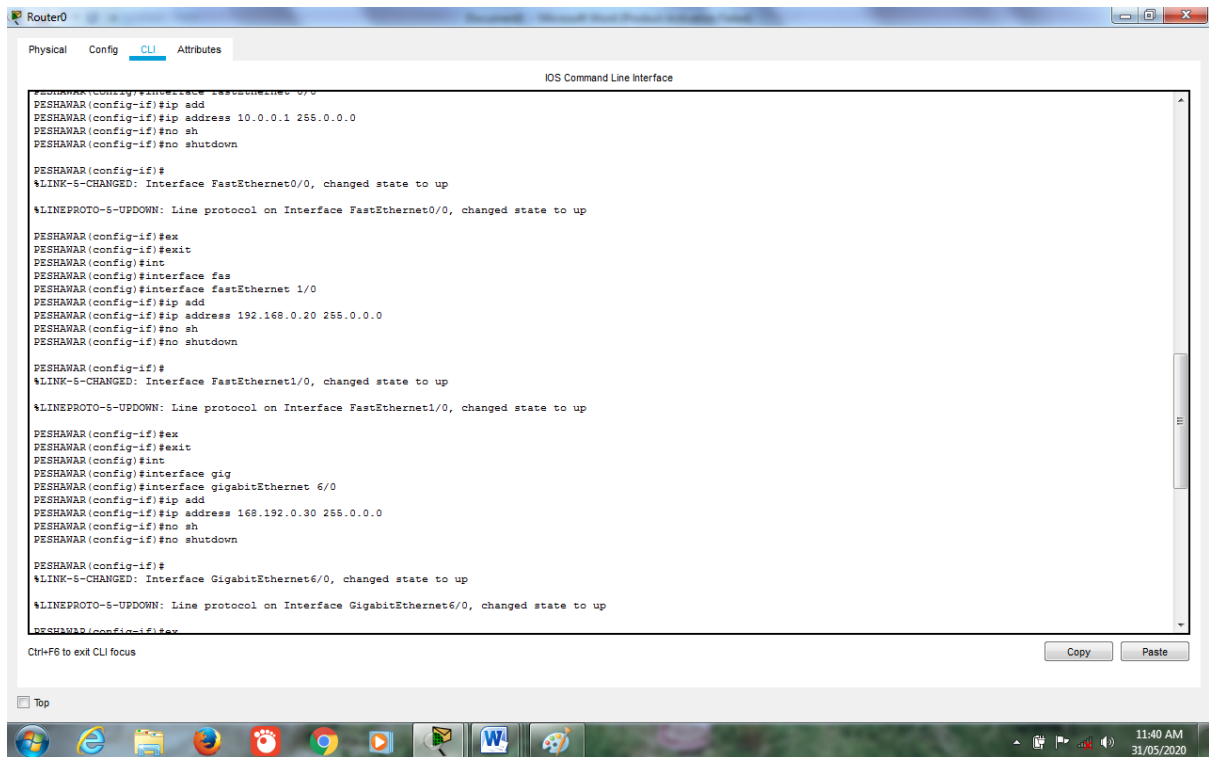 Router0
Physical Config CLI Attributes
IOS Command Line Interface
PESHAWAR(config)#interface fastEthernet 0/0
PESHAWAR(config-if)#ip add
PESHAWAR(config-if)#ip address 10.0.0.1 255.0.0.0
PESHAWAR(config-if)#no sh
PESHAWAR(config-if)#no shutdown
PESHAWAR(config-if)#
%LINK-5-CHANGED: Interface FastEthernet0/0, changed state to up
%LINEPROTO-5-UPDOWN: Line protocol on Interface FastEthernet0/0, changed state to up
PESHAWAR(config-if)#ex
PESHAWAR(config-if)#exit
PESHAWAR(config)#int
PESHAWAR(config)#interface fas
PESHAWAR(config)#interface fastEthernet 1/0
PESHAWAR(config-if)#ip add
PESHAWAR(config-if)#ip address 192.168.0.20 255.0.0.0
PESHAWAR(config-if)#no sh
PESHAWAR(config-if)#no shutdown
PESHAWAR(config-if)#
%LINK-5-CHANGED: Interface FastEthernet1/0, changed state to up
%LINEPROTO-5-UPDOWN: Line protocol on Interface FastEthernet1/0, changed state to up
PESHAWAR(config-if)#ex
PESHAWAR(config-if)#exit
PESHAWAR(config)#int
PESHAWAR(config)#interface gig
PESHAWAR(config)#interface gigabitEthernet 6/0
PESHAWAR(config-if)#ip add
PESHAWAR(config-if)#ip address 168.192.0.30 255.0.0.0
PESHAWAR(config-if)#no sh
PESHAWAR(config-if)#no shutdown
PESHAWAR(config-if)#
%LINK-5-CHANGED: Interface GigabitEthernet6/0, changed state to up
%LINEPROTO-5-UPDOWN: Line protocol on Interface GigabitEthernet6/0, changed state to up
PESHAWAR(config-if)#ex
Ctrl+F6 to exit CLI focus
Copy Paste
Top
11:40 AM
31/05/2020